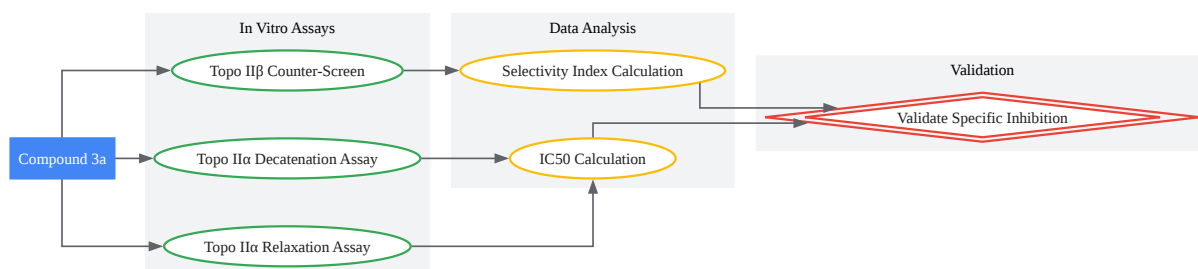 In Vitro Assays
Data Analysis
Topo IIβ Counter-Screen
Selectivity Index Calculation
Validation
Validate Specific Inhibition
Compound 3a
Topo IIα Decatenation Assay
IC50 Calculation
Topo IIα Relaxation Assay